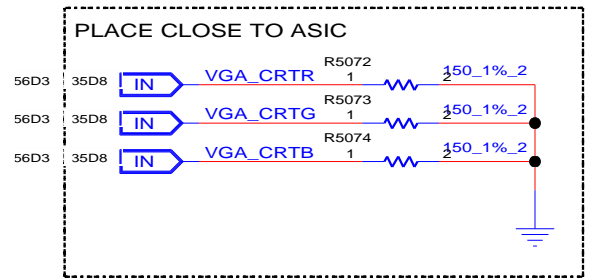 PLACE CLOSE TO ASIC
R5072
56D3 35D8 IN VGA_CRTR 1 2 150_1%_2
R5073
56D3 35D8 IN VGA_CRTG 1 2 150_1%_2
R5074
56D3 35D8 IN VGA_CRTB 1 2 150_1%_2